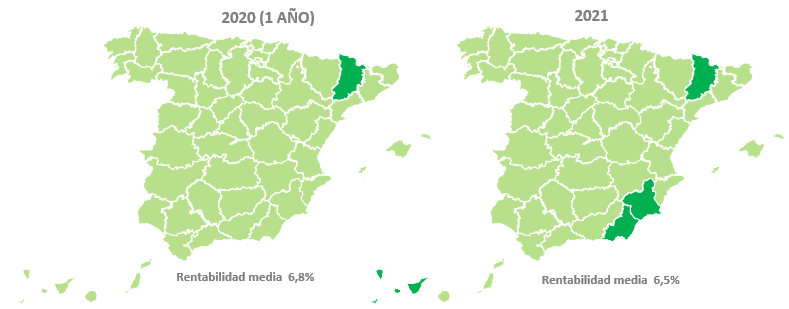 2020 (1 AÑO)
2021
Rentabilidad media 6,8%
Rentabilidad media 6,5%